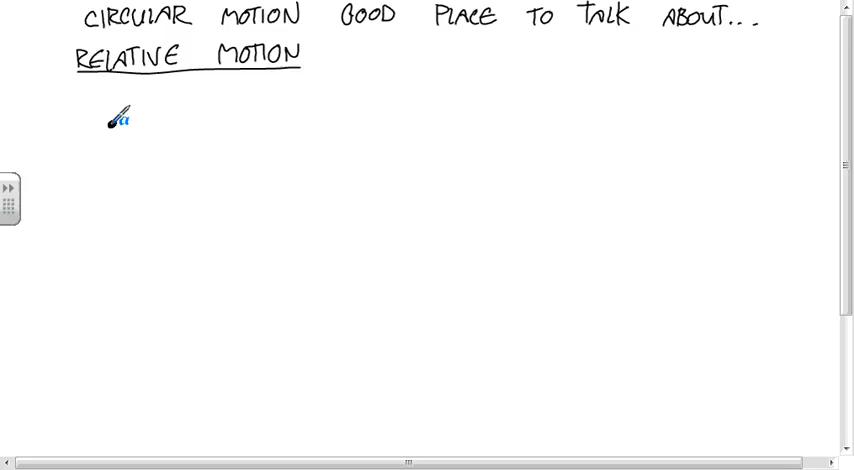 CIRCULAR MOTION GOOD PLACE TO TALK ABOUT...
RELATIVE MOTION